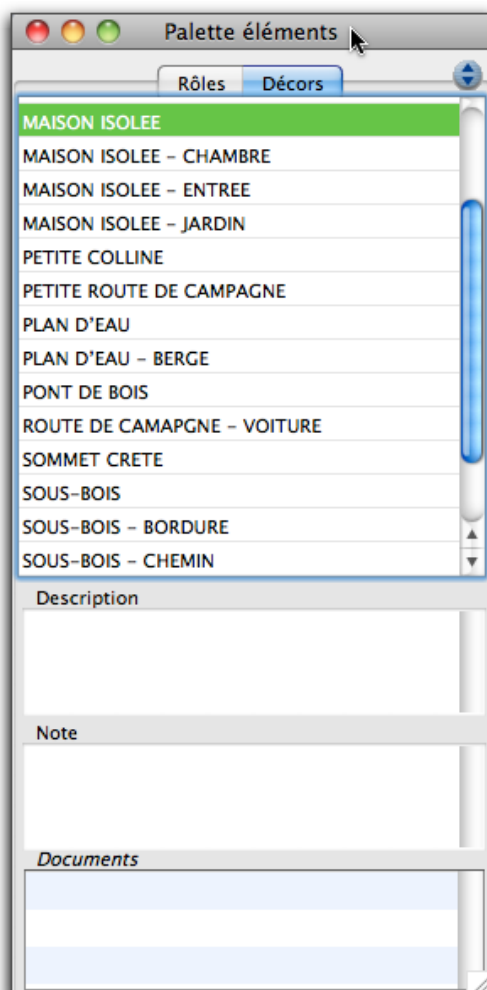 Palette éléments
Rôles Décors
MAISON ISOLEE
MAISON ISOLEE – CHAMBRE
MAISON ISOLEE – ENTREE
MAISON ISOLEE – JARDIN
PETITE COLLINE
PETITE ROUTE DE CAMPAGNE
PLAN D'EAU
PLAN D'EAU – BERGE
PONT DE BOIS
ROUTE DE CAMAPGNE – VOITURE
SOMMET CRETE
SOUS-BOIS
SOUS-BOIS – BORDURE
SOUS-BOIS – CHEMIN
Description
Note
Documents